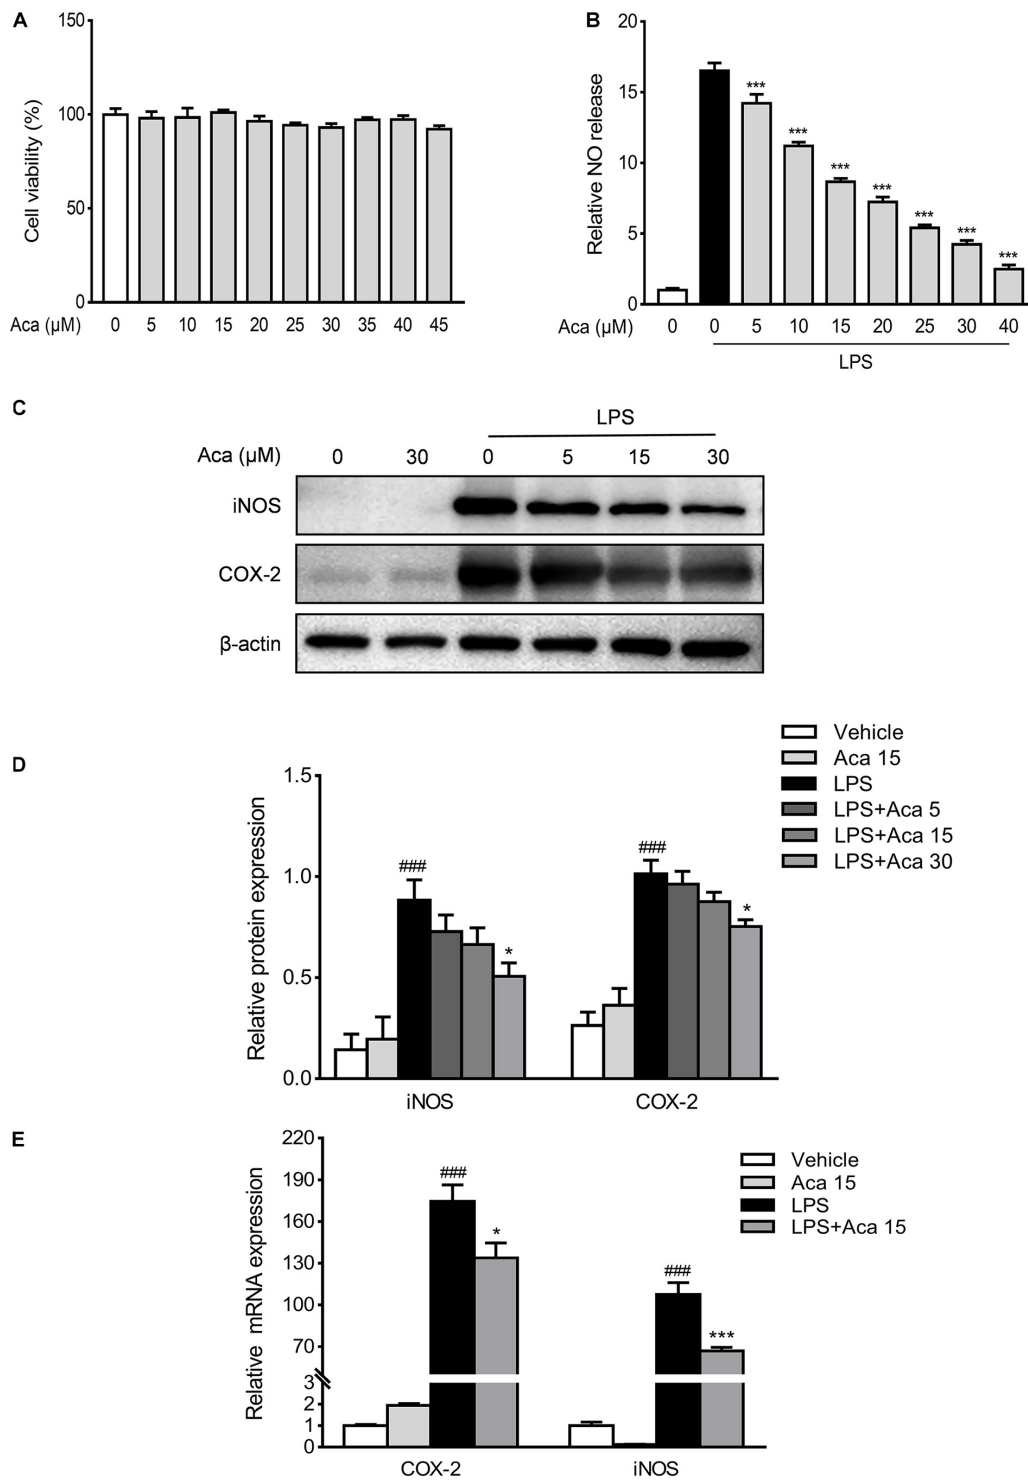 A
Cell viability (%)
150
100
50
0
Aca (µM) 0 5 10 15 20 25 30 35 40 45
B
Relative NO release
20
15
10
5
0
*** *** *** *** *** *** ***
Aca (µM) 0 0 5 10 15 20 25 30 40
LPS
C
LPS
Aca (µM) 0 30 0 5 15 30
iNOS
COX-2
β-actin
D
Relative protein expression
1.5
1.0
0.5
0.0
### * ### *
iNOS COX-2
Vehicle
Aca 15
LPS
LPS+Aca 5
LPS+Aca 15
LPS+Aca 30
E
Relative mRNA expression
220
190
160
130
100
70
3
2
1
0
### * ### ***
COX-2 iNOS
Vehicle
Aca 15
LPS
LPS+Aca 15